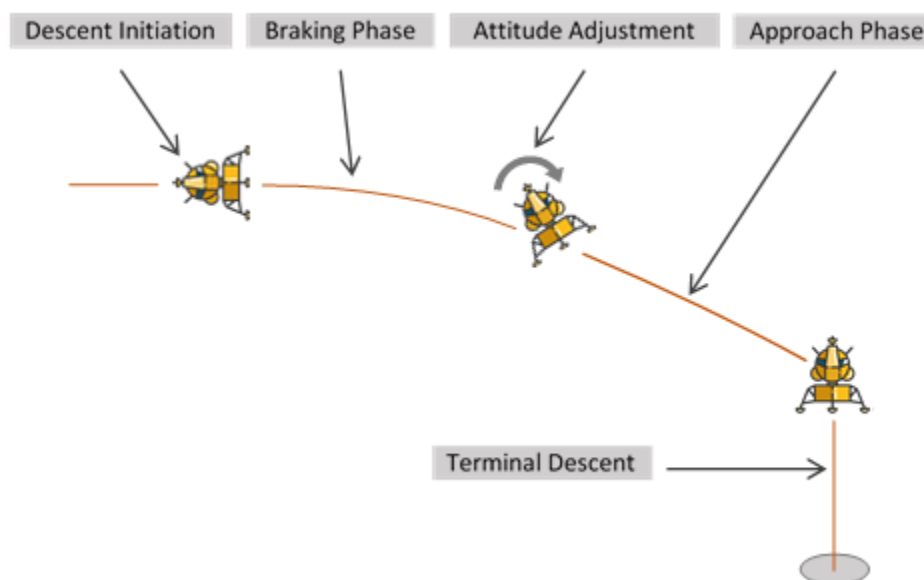 Descent Initiation
Braking Phase
Attitude Adjustment
Approach Phase
Terminal Descent